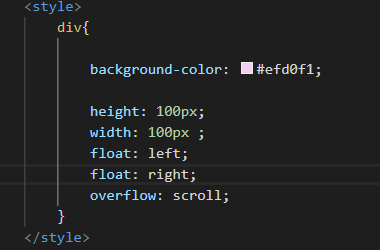 <style>
div{
background-color: #efd0f1;
height: 100px;
width: 100px ;
float: left;
float: right;
overflow: scroll;
}
</style>